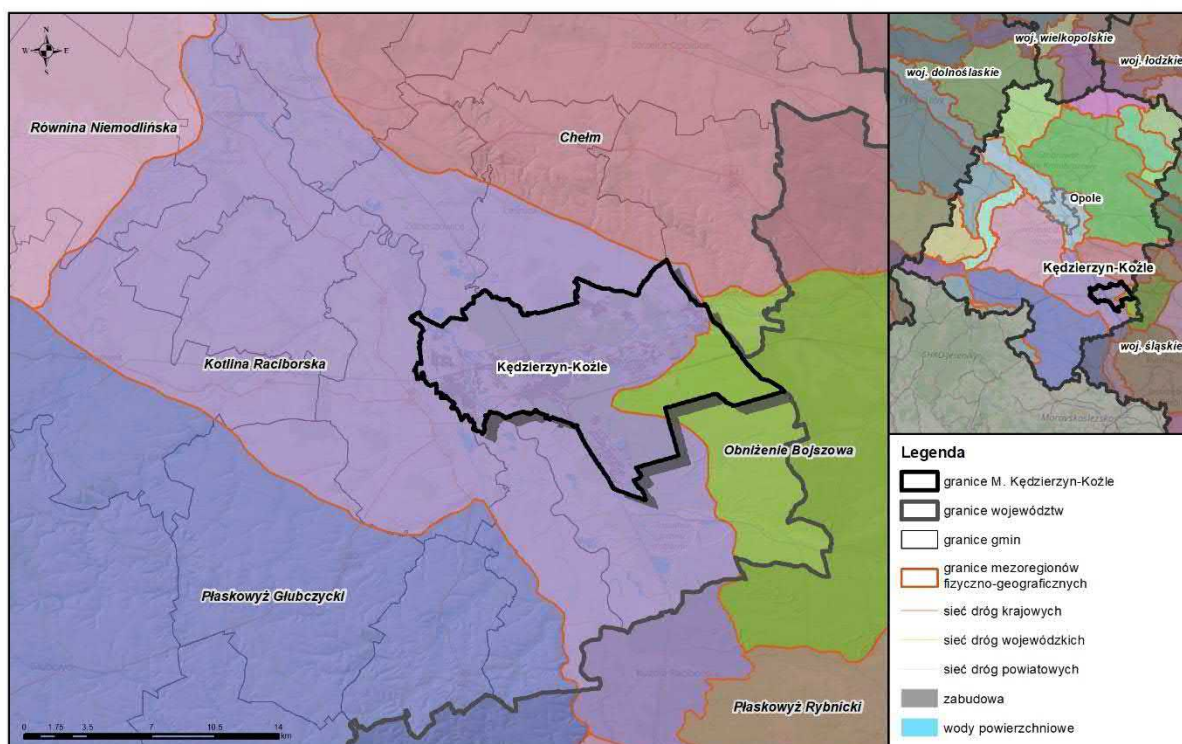 N
W E
S
Równina Niemodlińska
Chełm
Kotlina Raciborska
Kędzierzyn-Koźle
Obniżenie Bojszowa
Płaskowyż Głubczycki
Płaskowyż Rybnicki
0 1.75 3.5 7 10.5 14
km
woj. wielkopolskie
woj. łodzkie
woj. dolnośląskie
Opole
Kędzierzyn-Koźle
woj. śląskie
Legenda
granice M. Kędzierzyn-Koźle
granice województw
granice gmin
granice mezoregionów
fizyczno-geograficznych
sieć dróg krajowych
sieć dróg wojewódzkich
sieć dróg powiatowych
zabudowa
wody powierzchniowe